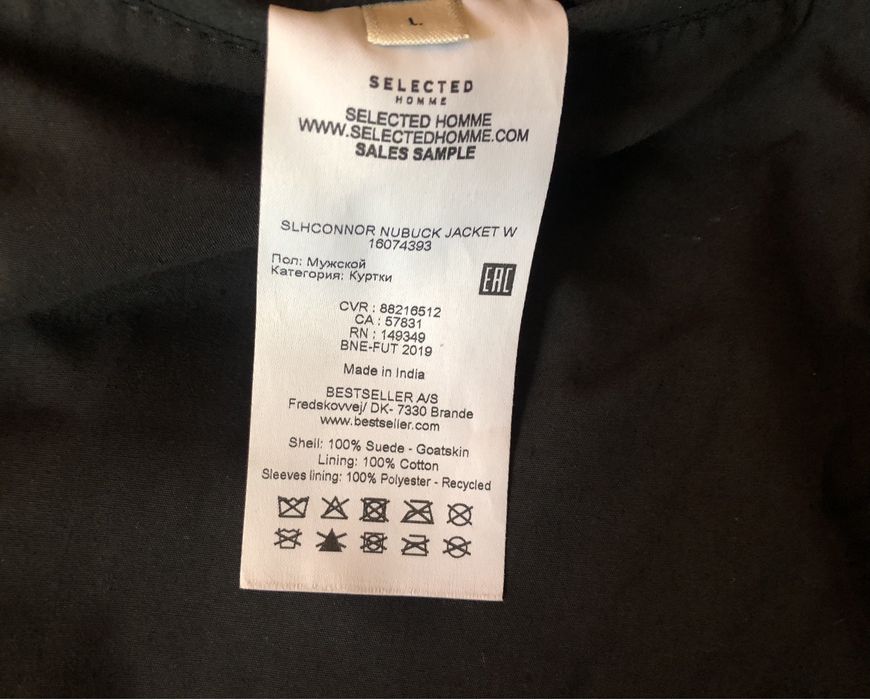 L.
SELECTED
HOMME
SELECTED HOMME
WWW.SELECTEDHOMME.COM
SALES SAMPLE
SLHCONNOR NUBUCK JACKET W
16074393
Пол: Мужской
Категория: Куртки
EAC
CVR : 88216512
CA : 57831
RN : 149349
BNE-FUT 2019
Made in India
BESTSELLER A/S
Fredskovvej/ DK- 7330 Brande
www.bestseller.com
Shell: 100% Suede - Goatskin
Lining: 100% Cotton
Sleeves lining: 100% Polyester - Recycled